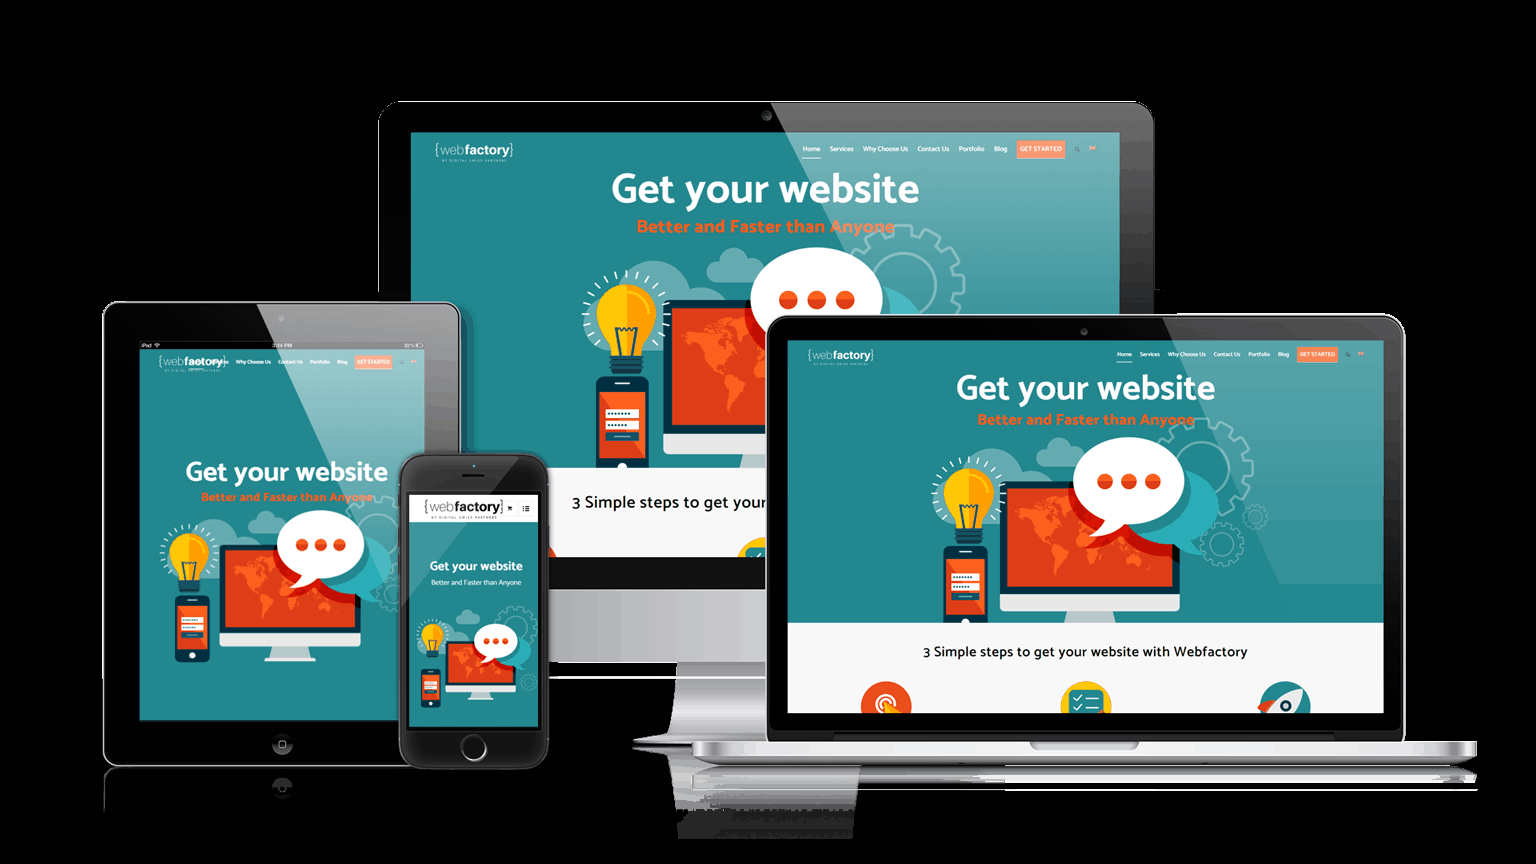 {webfactory}
BY DIGITAL SWISS PARTNERS
Home Services Why Choose Us Contact Us Portfolio Blog GET STARTED
Get your website
Better and Faster than Anyone
3 Simple steps to get your
iPad 2:14 PM 32%
{webfactory}
BY DIGITAL SWISS PARTNERS
Why Choose Us Contact Us Portfolio Blog GET STARTED
Get your website
Better and Faster than Anyone
{webfactory}
BY DIGITAL SWISS PARTNERS
Get your website
Better and Faster than Anyone
{webfactory}
BY DIGITAL SWISS PARTNERS
Home Services Why Choose Us Contact Us Portfolio Blog GET STARTED
Get your website
Better and Faster than Anyone
3 Simple steps to get your website with Webfactory